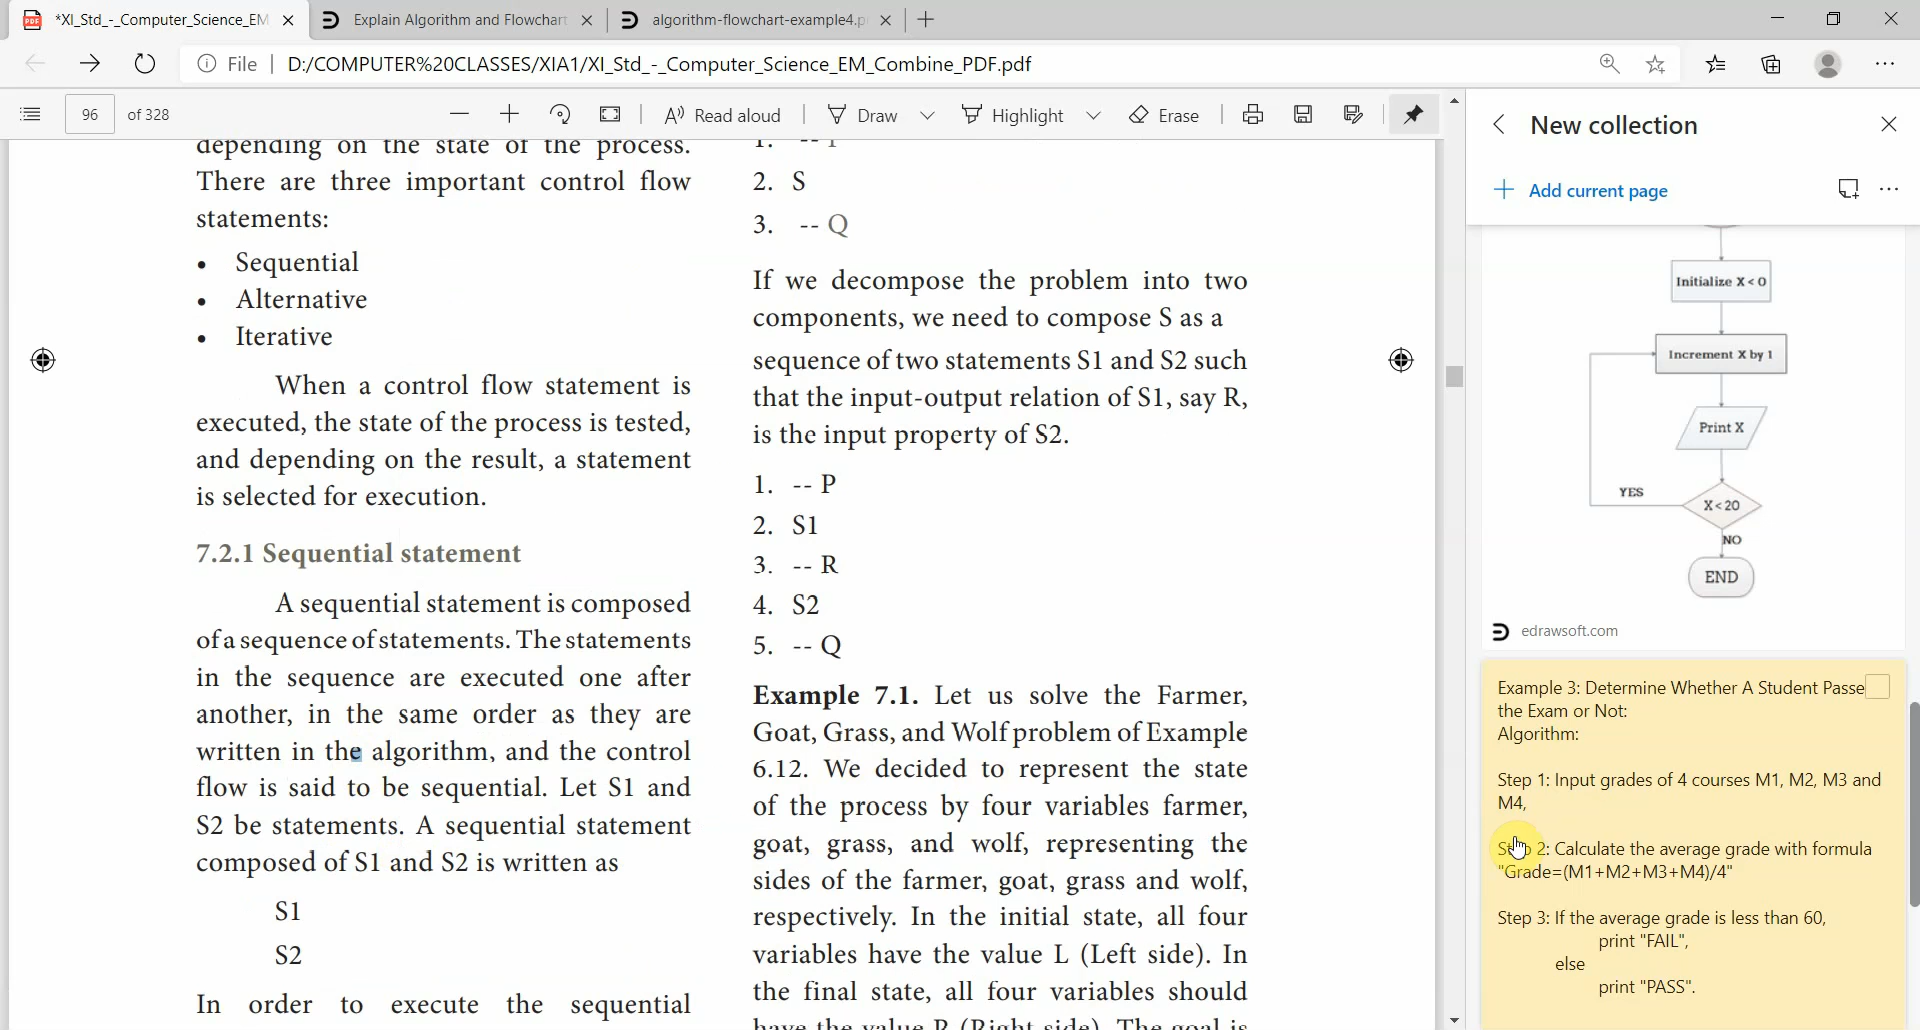 *XI_Std_-_Computer_Science_EM
Explain Algorithm and Flowchart
algorithm-flowchart-example4.p
File
D:/COMPUTER%20CLASSES/XIA1/XI_Std_-_Computer_Science_EM_Combine_PDF.pdf
96 of 328
Read aloud
Draw
Highlight
Erase
depending on the state of the process.
There are three important control flow
statements:
• Sequential
• Alternative
• Iterative
When a control flow statement is
executed, the state of the process is tested,
and depending on the result, a statement
is selected for execution.
7.2.1 Sequential statement
A sequential statement is composed
of a sequence of statements. The statements
in the sequence are executed one after
another, in the same order as they are
written in the algorithm, and the control
flow is said to be sequential. Let S1 and
S2 be statements. A sequential statement
composed of S1 and S2 is written as
S1
S2
In order to execute the sequential
2. S
3. -- Q
If we decompose the problem into two
components, we need to compose S as a
sequence of two statements S1 and S2 such
that the input-output relation of S1, say R,
is the input property of S2.
1. -- P
2. S1
3. -- R
4. S2
5. -- Q
Example 7.1. Let us solve the Farmer,
Goat, Grass, and Wolf problem of Example
6.12. We decided to represent the state
of the process by four variables farmer,
goat, grass, and wolf, representing the
sides of the farmer, goat, grass and wolf,
respectively. In the initial state, all four
variables have the value L (Left side). In
the final state, all four variables should
have the value R (Right side). The goal is
New collection
Add current page
Initialize X < 0
Increment X by 1
Print X
YES
X < 20
NO
END
edrawsoft.com
Example 3: Determine Whether A Student Passe
the Exam or Not:
Algorithm:
Step 1: Input grades of 4 courses M1, M2, M3 and
M4,
Step 2: Calculate the average grade with formula
"Grade=(M1+M2+M3+M4)/4"
Step 3: If the average grade is less than 60,
print "FAIL",
else
print "PASS".